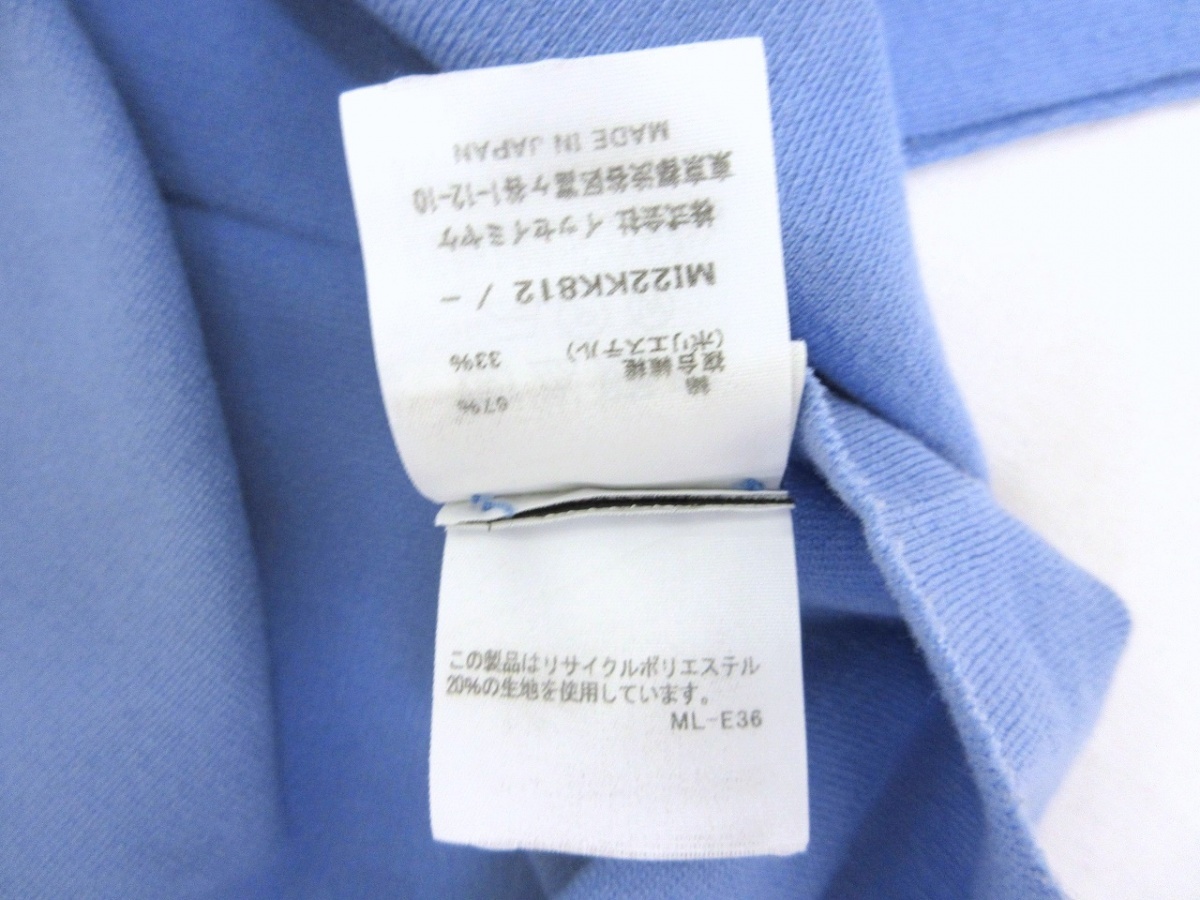 綿 67%
複合繊維
(ポリエステル) 33%
MI22KK812 / -
株式会社 イッセイミヤケ
東京都渋谷区富ヶ谷1-12-10
MADE IN JAPAN
この製品はリサイクルポリエステル
20%の生地を使用しています。
ML-E36